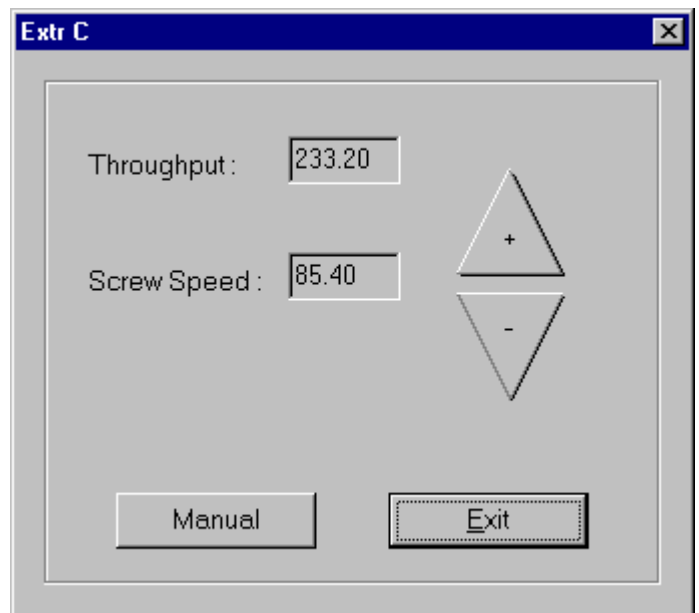 Extr C
Throughput : 233.20
+
Screw Speed : 85.40
-
Manual Exit